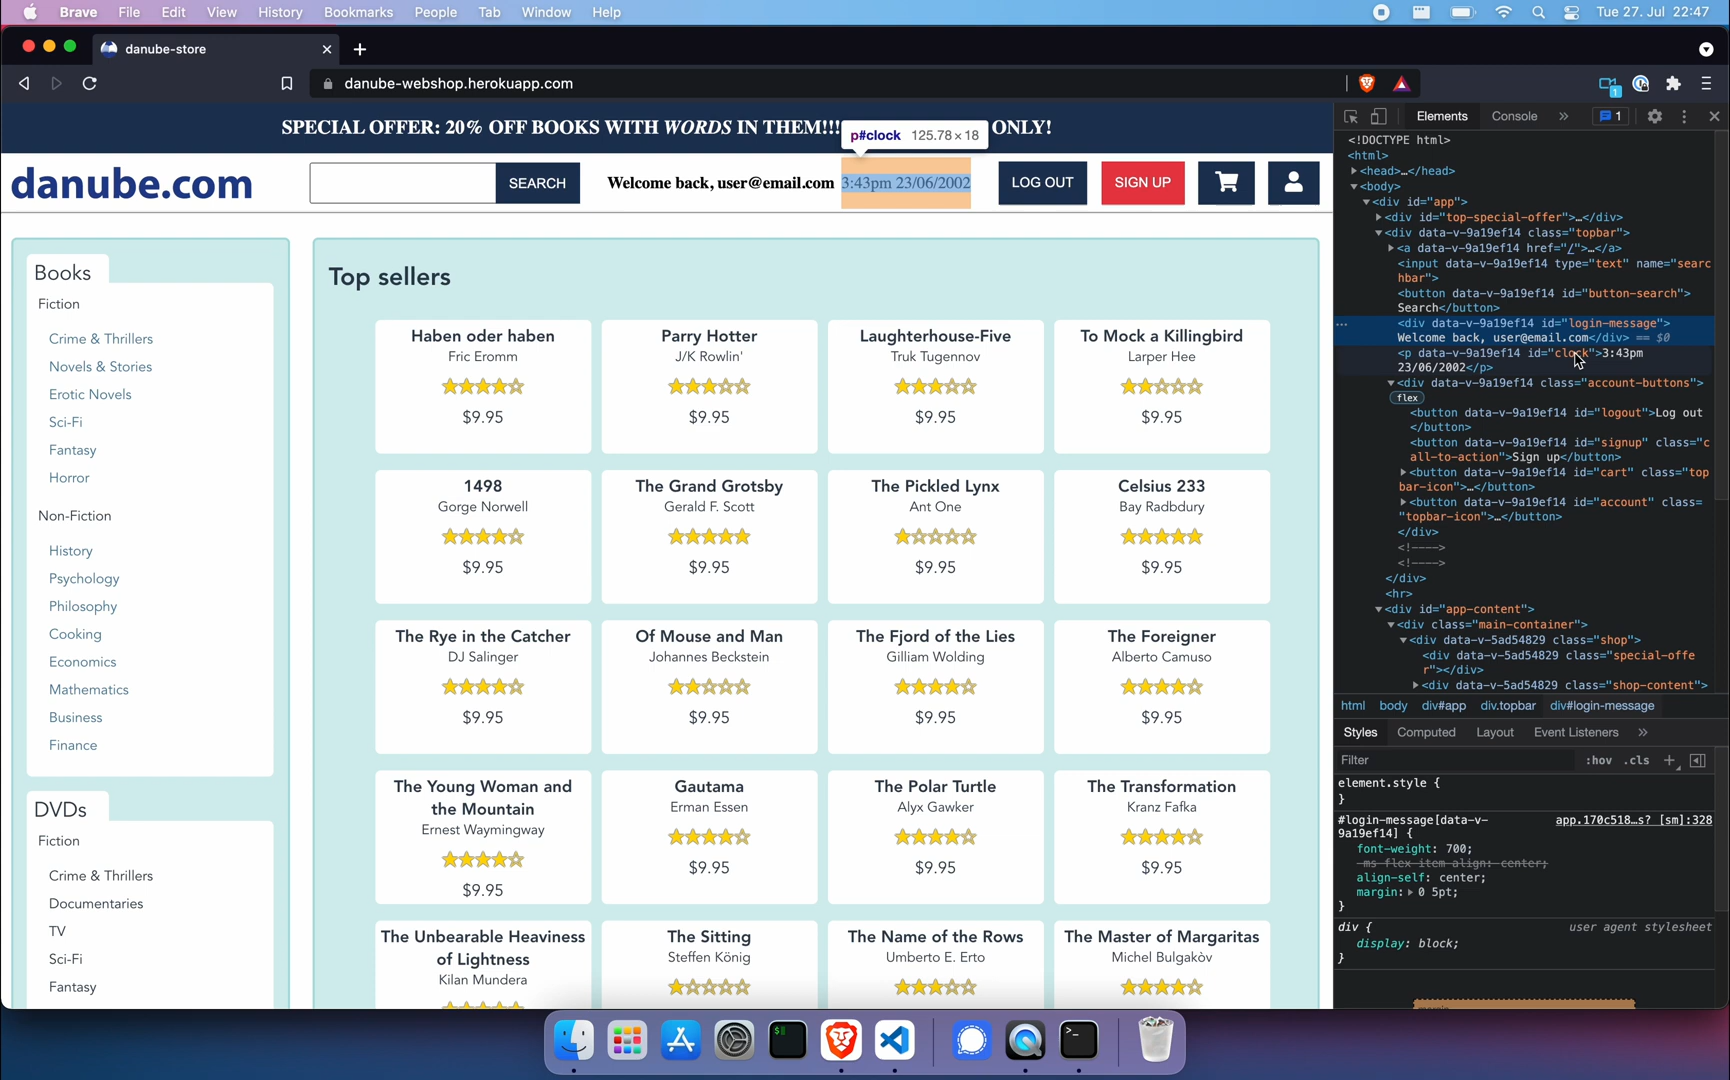 Brave File Edit View History Bookmarks People Tab Window Help Tue 27. Jul 22:47
danube-store
danube-webshop.herokuapp.com
1
SPECIAL OFFER: 20% OFF BOOKS WITH WORDS IN THEM!!! ONLY!
p#clock 125.78×18
danube.com
SEARCH
Welcome back, user@email.com
3:43pm 23/06/2002
LOG OUT
SIGN UP
Books
Fiction
Crime & Thrillers
Novels & Stories
Erotic Novels
Sci-Fi
Fantasy
Horror
Non-Fiction
History
Psychology
Philosophy
Cooking
Economics
Mathematics
Business
Finance
DVDs
Fiction
Crime & Thrillers
Documentaries
TV
Sci-Fi
Fantasy
Top sellers
Haben oder haben
Fric Eromm
$9.95
Parry Hotter
J/K Rowlin'
$9.95
Laughterhouse-Five
Truk Tugennov
$9.95
To Mock a Killingbird
Larper Hee
$9.95
1498
Gorge Norwell
$9.95
The Grand Grotsby
Gerald F. Scott
$9.95
The Pickled Lynx
Ant One
$9.95
Celsius 233
Bay Radbdury
$9.95
The Rye in the Catcher
DJ Salinger
$9.95
Of Mouse and Man
Johannes Beckstein
$9.95
The Fjord of the Lies
Gilliam Wolding
$9.95
The Foreigner
Alberto Camuso
$9.95
The Young Woman and
the Mountain
Ernest Waymingway
$9.95
Gautama
Erman Essen
$9.95
The Polar Turtle
Alyx Gawker
$9.95
The Transformation
Kranz Fafka
$9.95
The Unbearable Heaviness
of Lightness
Kilan Mundera
The Sitting
Steffen König
The Name of the Rows
Umberto E. Erto
The Master of Margaritas
Michel Bulgakòv
Elements Console » 1
<!DOCTYPE html>
<html>
<head>…</head>
<body>
<div id="app">
<div id="top-special-offer">…</div>
<div data-v-9a19ef14 class="topbar">
<a data-v-9a19ef14 href="/">…</a>
<input data-v-9a19ef14 type="text" name="searc
hbar">
<button data-v-9a19ef14 id="button-search">
Search</button>
<div data-v-9a19ef14 id="login-message">
Welcome back, user@email.com</div> == $0
<p data-v-9a19ef14 id="clock">3:43pm
23/06/2002</p>
<div data-v-9a19ef14 class="account-buttons">
flex
<button data-v-9a19ef14 id="logout">Log out
</button>
<button data-v-9a19ef14 id="signup" class="c
all-to-action">Sign up</button>
<button data-v-9a19ef14 id="cart" class="top
bar-icon">…</button>
<button data-v-9a19ef14 id="account" class=
"topbar-icon">…</button>
</div>
<!---->
<!---->
</div>
<hr>
<div id="app-content">
<div class="main-container">
<div data-v-5ad54829 class="shop">
<div data-v-5ad54829 class="special-offe
r"></div>
<div data-v-5ad54829 class="shop-content">
html body div#app div.topbar div#login-message
Styles Computed Layout Event Listeners »
Filter :hov .cls +
element.style {
}
#login-message[data-v- app.170c518…s? [sm]:328
9a19ef14] {
font-weight: 700;
-ms-flex-item-align: center;
align-self: center;
margin: 0 5pt;
}
div { user agent stylesheet
display: block;
}